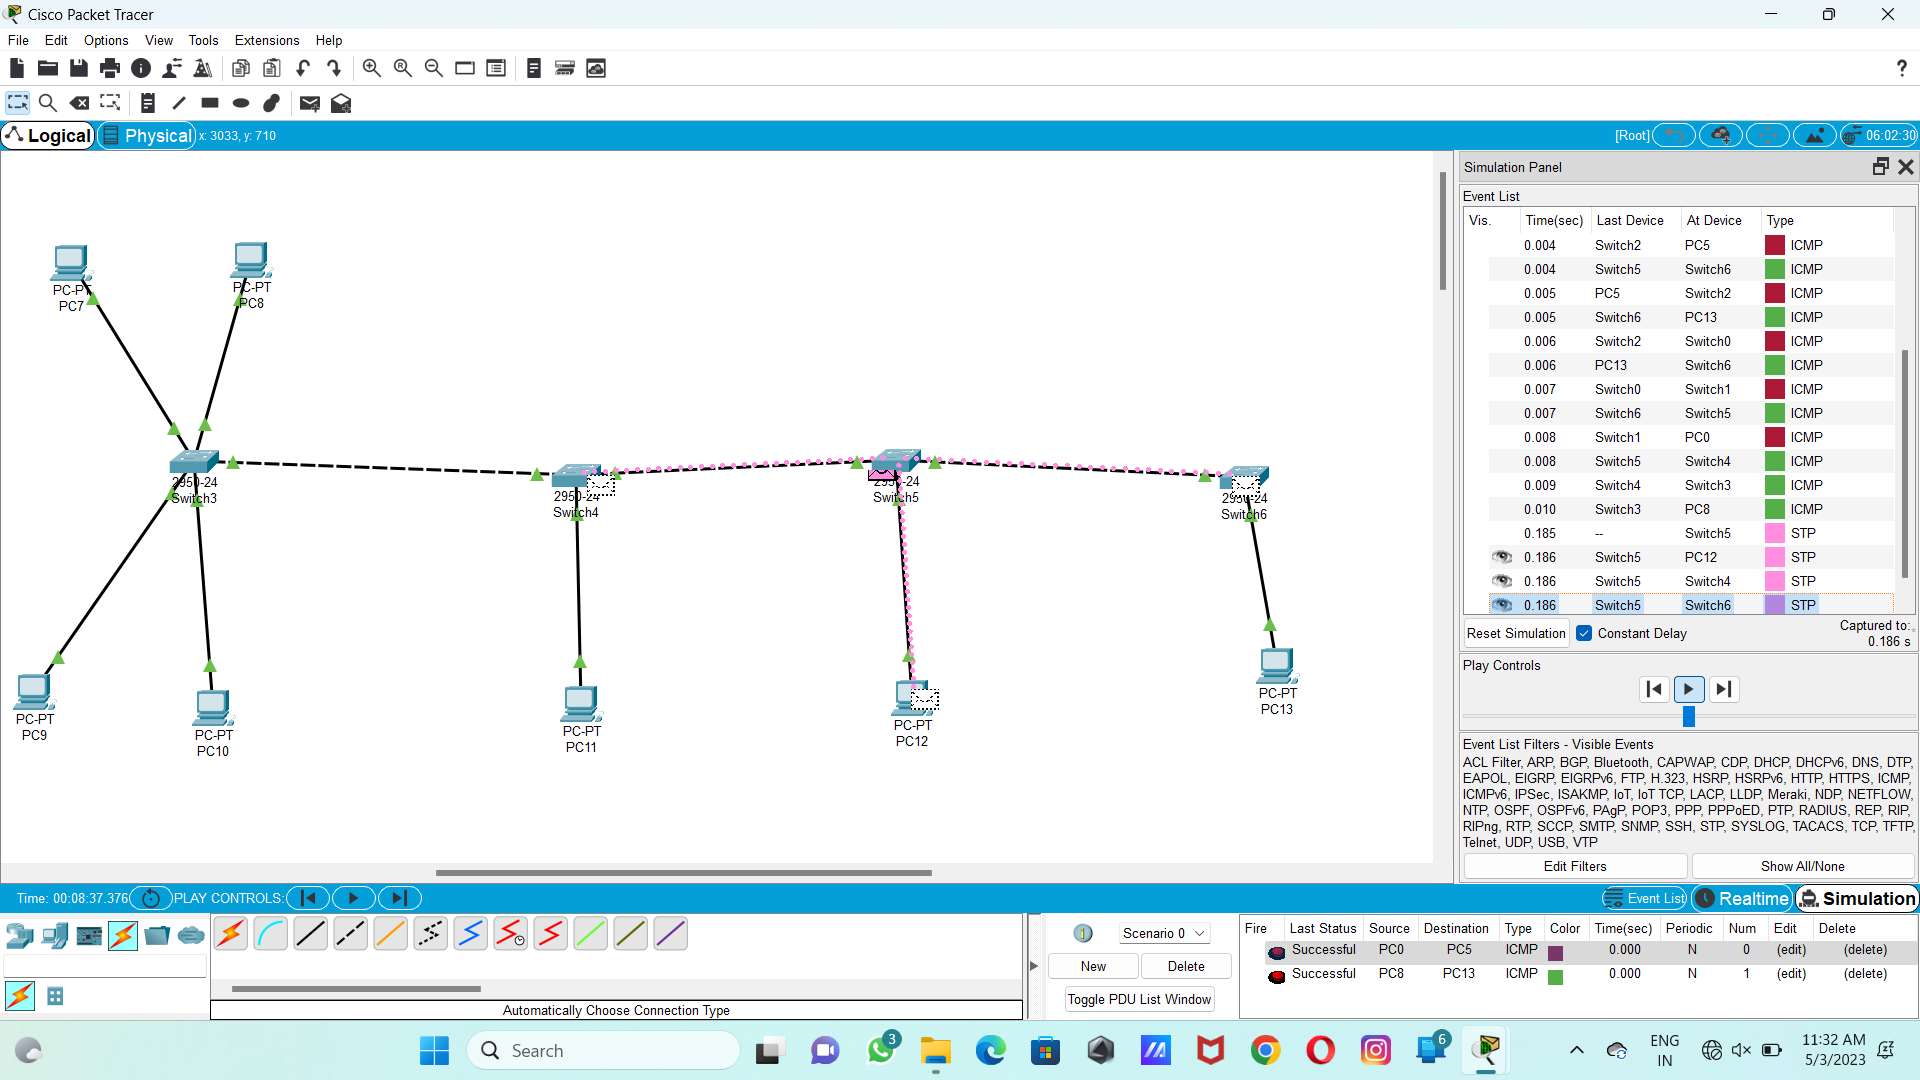 Cisco Packet Tracer
File Edit Options View Tools Extensions Help
?
Logical Physical x: 3033, y: 710 [Root] 06:02:30
PC-PT
PC7
PC-PT
PC8
2950-24
Switch3
2950-24
Switch4
2950-24
Switch5
2950-24
Switch6
PC-PT
PC9
PC-PT
PC10
PC-PT
PC11
PC-PT
PC12
PC-PT
PC13
Simulation Panel
Event List
Vis. Time(sec) Last Device At Device Type
0.004 Switch2 PC5 ICMP
0.004 Switch5 Switch6 ICMP
0.005 PC5 Switch2 ICMP
0.005 Switch6 PC13 ICMP
0.006 Switch2 Switch0 ICMP
0.006 PC13 Switch6 ICMP
0.007 Switch0 Switch1 ICMP
0.007 Switch6 Switch5 ICMP
0.008 Switch1 PC0 ICMP
0.008 Switch5 Switch4 ICMP
0.009 Switch4 Switch3 ICMP
0.010 Switch3 PC8 ICMP
0.185 -- Switch5 STP
0.186 Switch5 PC12 STP
0.186 Switch5 Switch4 STP
0.186 Switch5 Switch6 STP
Reset Simulation Constant Delay Captured to:
0.186 s
Play Controls
Event List Filters - Visible Events
ACL Filter, ARP, BGP, Bluetooth, CAPWAP, CDP, DHCP, DHCPv6, DNS, DTP,
EAPOL, EIGRP, EIGRPv6, FTP, H.323, HSRP, HSRPv6, HTTP, HTTPS, ICMP,
ICMPv6, IPSec, ISAKMP, IoT, IoT TCP, LACP, LLDP, Meraki, NDP, NETFLOW,
NTP, OSPF, OSPFv6, PAgP, POP3, PPP, PPPoED, PTP, RADIUS, REP, RIP,
RIPng, RTP, SCCP, SMTP, SNMP, SSH, STP, SYSLOG, TACACS, TCP, TFTP,
Telnet, UDP, USB, VTP
Edit Filters Show All/None
Time: 00:08:37.376 PLAY CONTROLS: Event List Realtime Simulation
Automatically Choose Connection Type
1 Scenario 0
New Delete
Toggle PDU List Window
Fire Last Status Source Destination Type Color Time(sec) Periodic Num Edit Delete
Successful PC0 PC5 ICMP 0.000 N 0 (edit) (delete)
Successful PC8 PC13 ICMP 0.000 N 1 (edit) (delete)
Search 3 6 ENG
IN 11:32 AM
5/3/2023